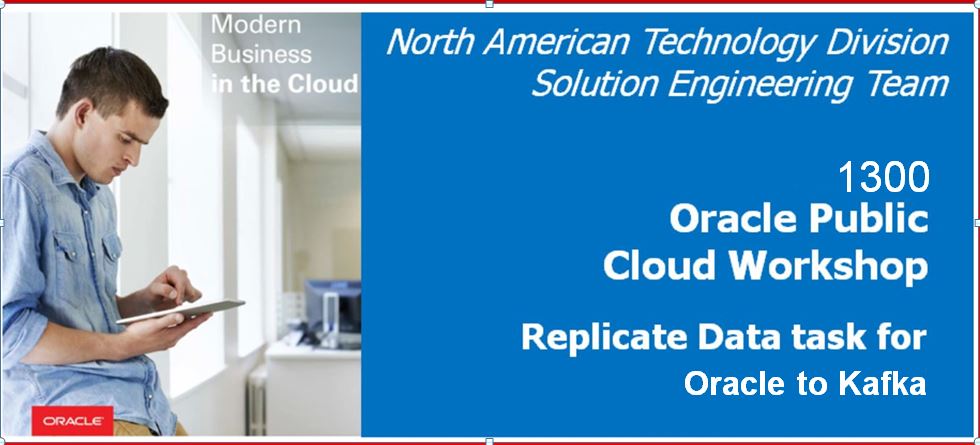 Modern
Business
in the Cloud
North American Technology Division
Solution Engineering Team
1300
Oracle Public
Cloud Workshop
Replicate Data task for
Oracle to Kafka
ORACLE